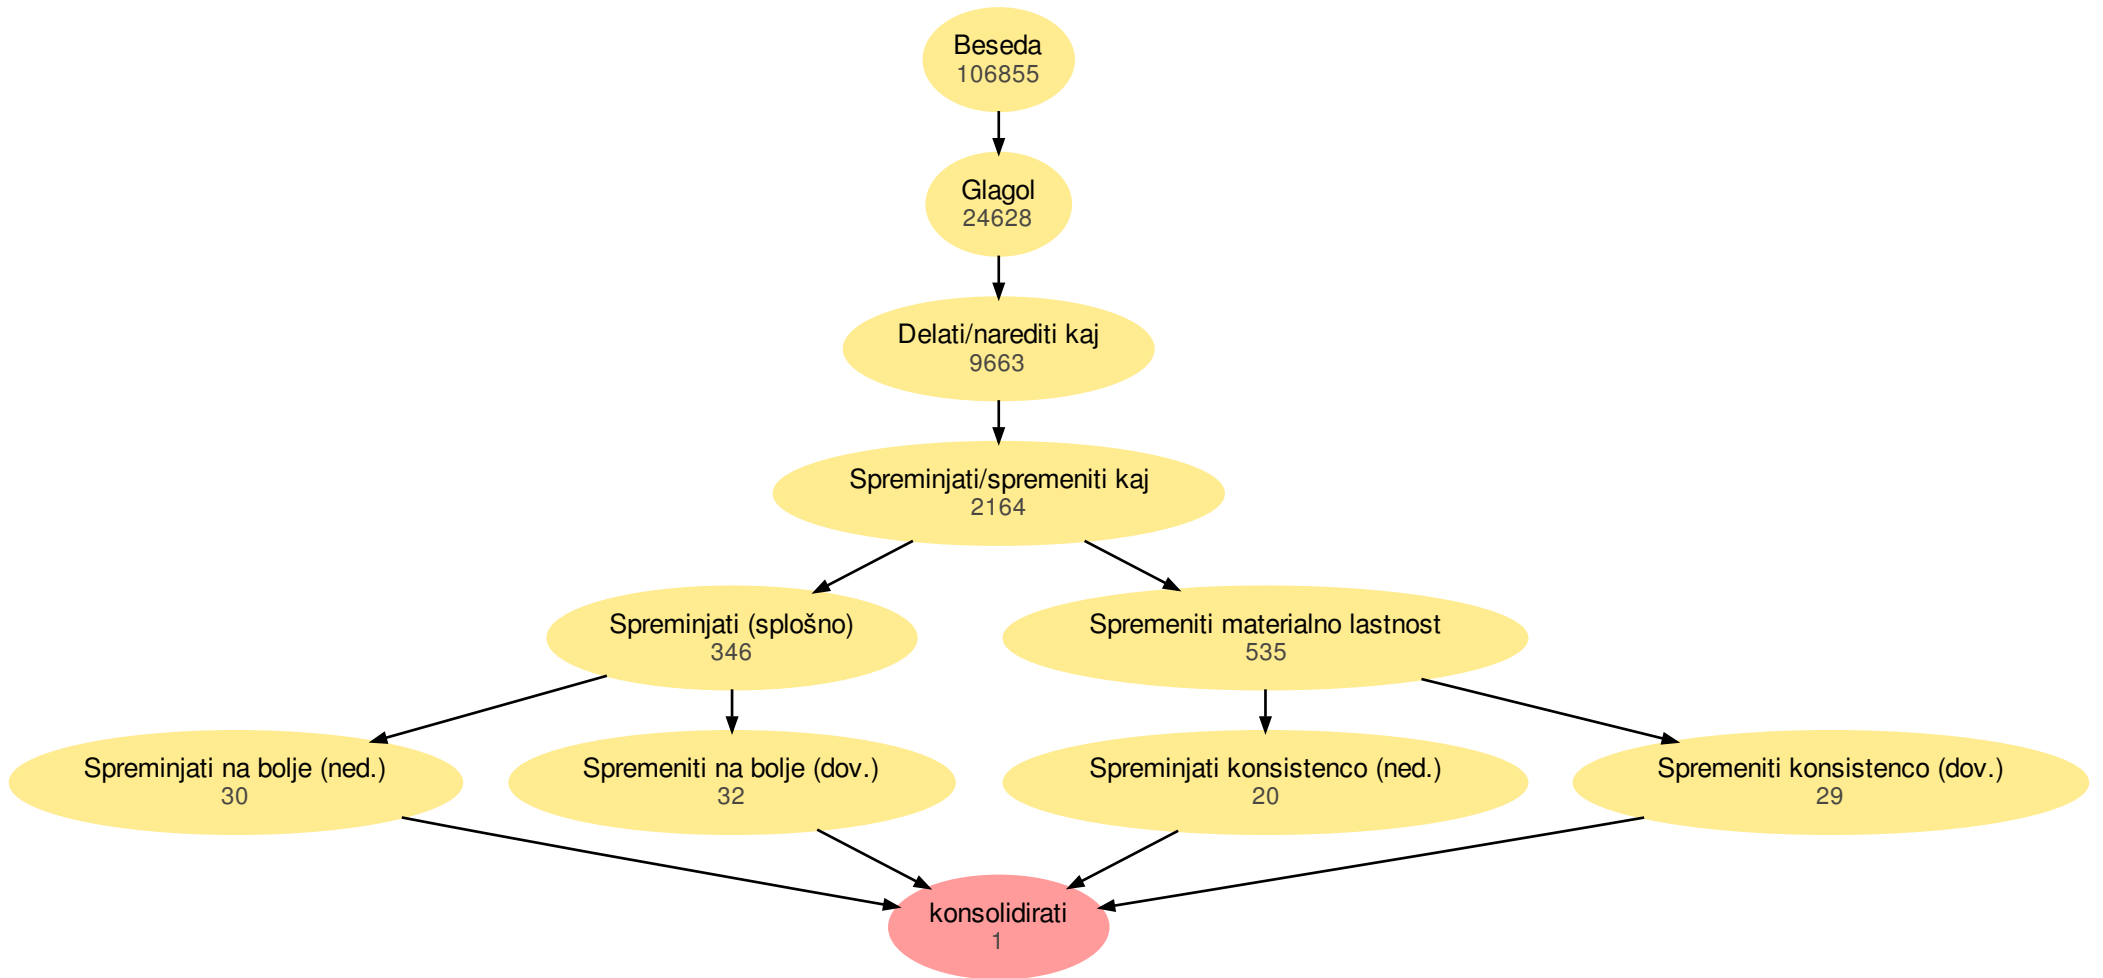 Beseda
106855
Glagol
24628
Delati/narediti kaj
9663
Spreminjati/spremeniti kaj
2164
Spreminjati (splošno)
346
Spremeniti materialno lastnost
535
Spreminjati na bolje (ned.)
30
Spremeniti na bolje (dov.)
32
Spreminjati konsistenco (ned.)
20
Spremeniti konsistenco (dov.)
29
konsolidirati
1